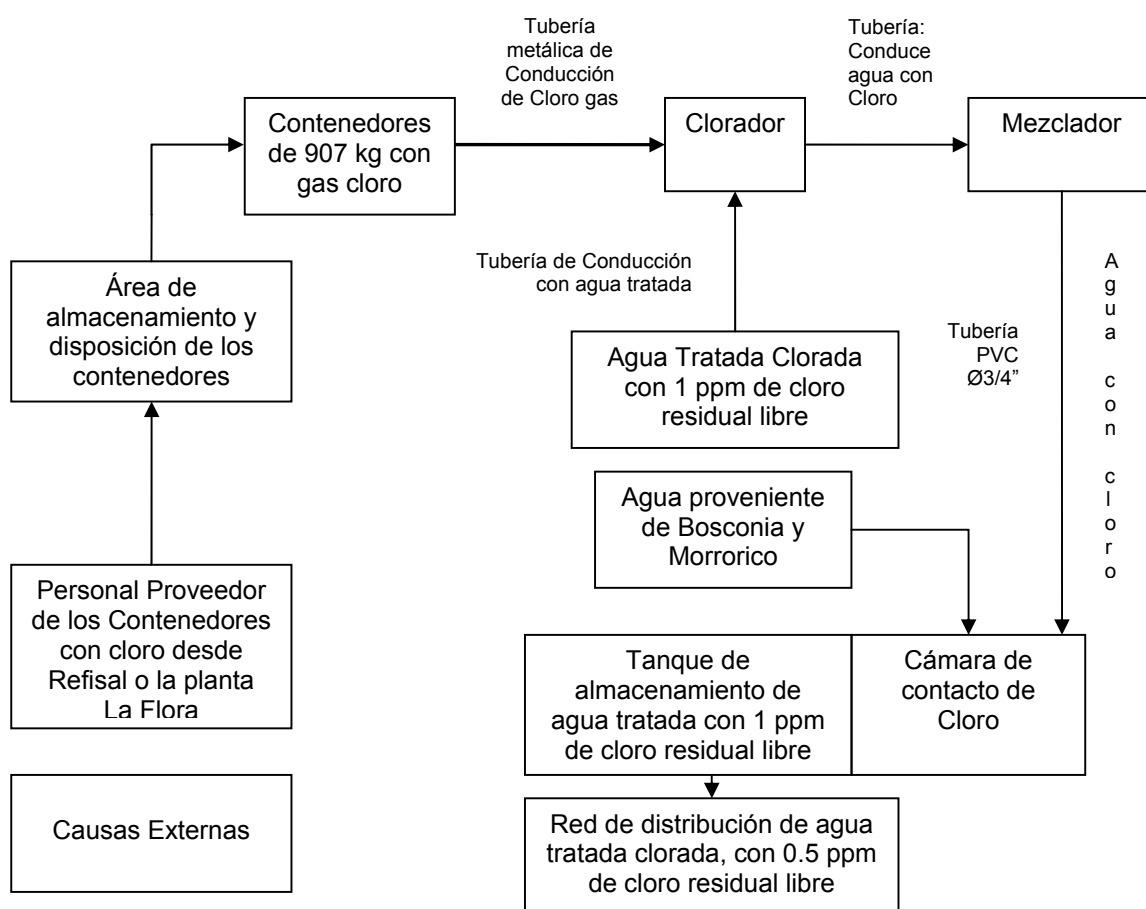 Tubería
metálica de
Conducción
de Cloro gas
Tubería:
Conduce
agua con
Cloro
Contenedores
de 907 kg con
gas cloro
Clorador
Mezclador
Área de
almacenamiento y
disposición de los
contenedores
Tubería de Conducción
con agua tratada
Agua con cloro
Tubería
PVC
Ø3/4”
Agua Tratada Clorada
con 1 ppm de cloro
residual libre
Agua proveniente
de Bosconia y
Morrorico
Personal Proveedor
de los Contenedores
con cloro desde
Refisal o la planta
La Flora
Tanque de
almacenamiento de
agua tratada con 1 ppm
de cloro residual libre
Cámara de
contacto de
Cloro
Causas Externas
Red de distribución de agua
tratada clorada, con 0.5 ppm
de cloro residual libre